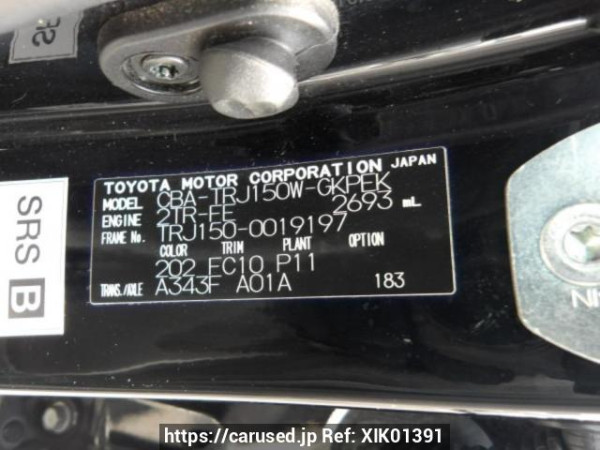 SRS
TOYOTA MOTOR CORPORATION JAPAN
MODEL CBA-TRJ150W-GKPEK
ENGINE 2TR-FE 2693 mL
FRAME No. TRJ150-0019197
COLOR TRIM PLANT OPTION
202 FC10 P11
TRANS./AXLE A343F A01A 183
SRS B
https://carused.jp Ref: XIK01391